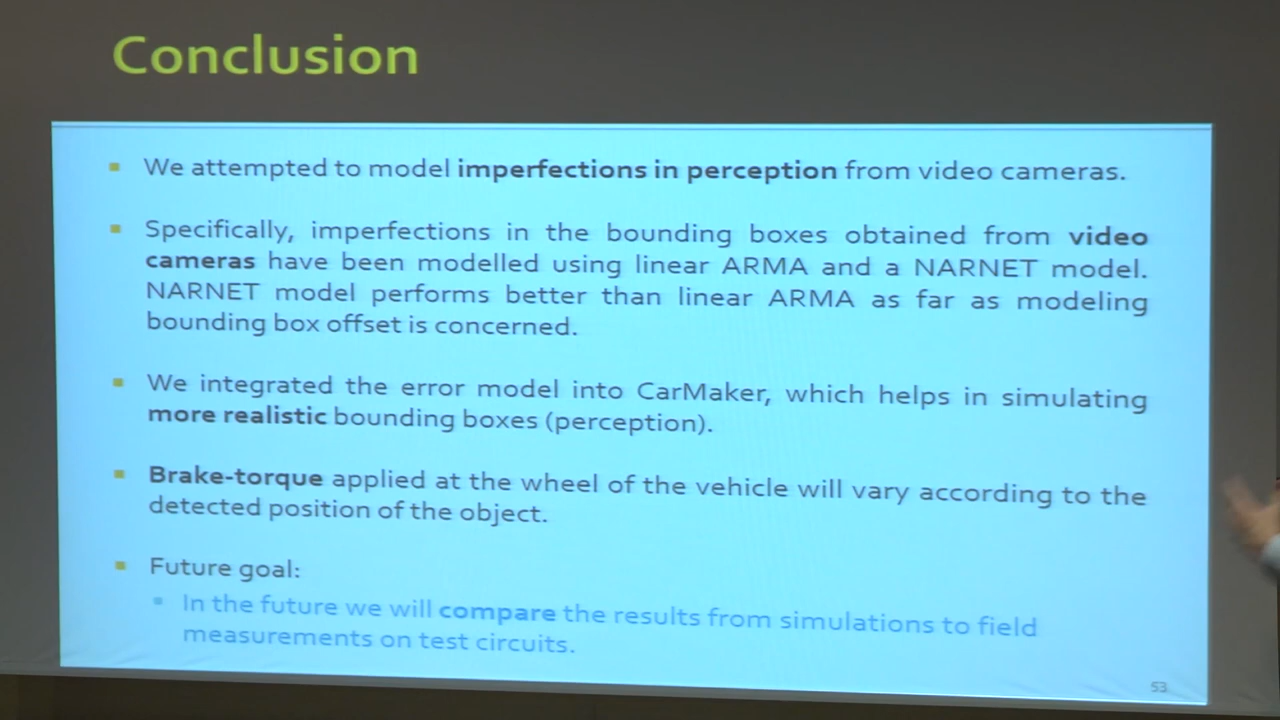 Conclusion
We attempted to model imperfections in perception from video cameras.
Specifically, imperfections in the bounding boxes obtained from video
cameras have been modelled using linear ARMA and a NARNET model.
NARNET model performs better than linear ARMA as far as modeling
bounding box offset is concerned.
We integrated the error model into CarMaker, which helps in simulating
more realistic bounding boxes (perception).
Brake-torque applied at the wheel of the vehicle will vary according to the
detected position of the object.
Future goal:
In the future we will compare the results from simulations to field
measurements on test circuits.
53